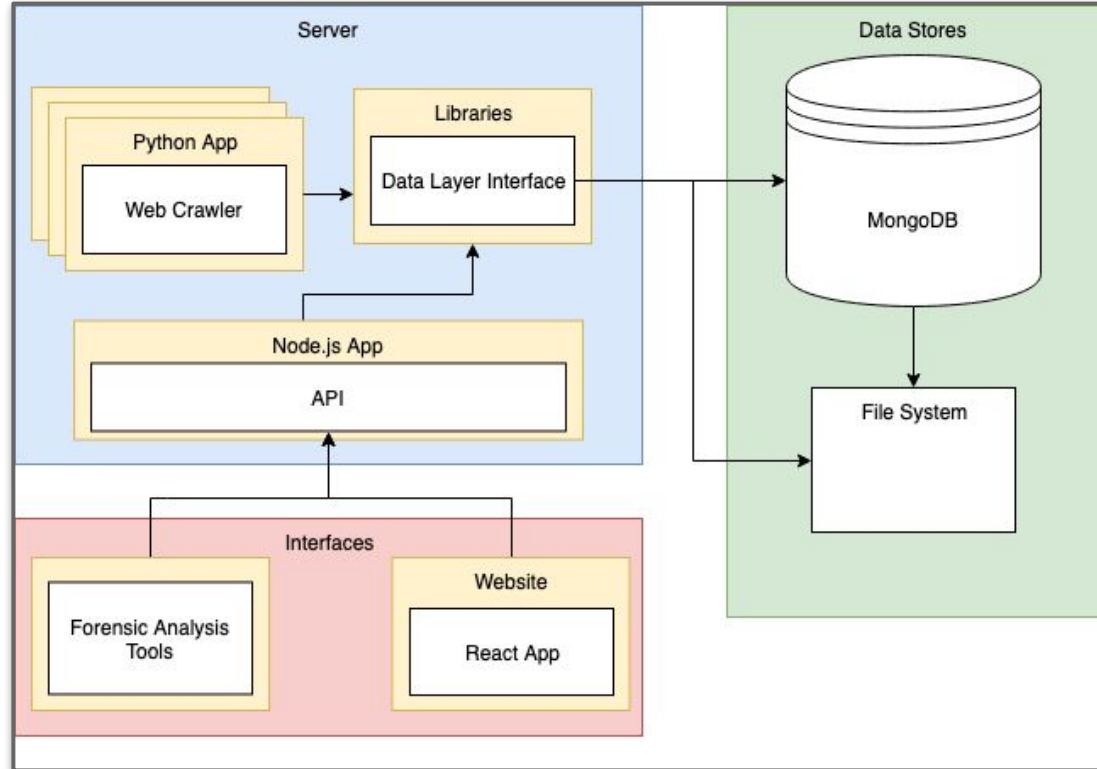 Server
Data Stores
Libraries
Python App
Data Layer Interface
Web Crawler
MongoDB
Node.js App
API
File System
Interfaces
Website
Forensic Analysis
Tools
React App